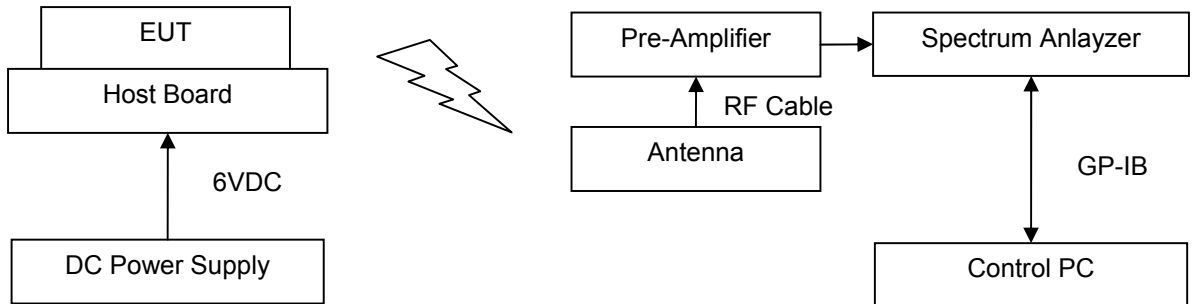 EUT
Host Board
6VDC
DC Power Supply
Pre-Amplifier
Spectrum Anlayzer
RF Cable
Antenna
GP-IB
Control PC